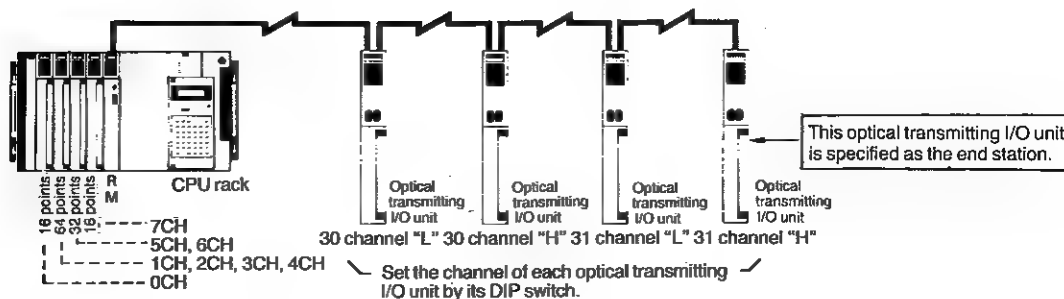 This optical transmitting I/O unit
is specified as the end station.
16 points
64 points
32 points
16 points
R
M
CPU rack
Optical
transmitting
I/O unit
Optical
transmitting
I/O unit
Optical
transmitting
I/O unit
Optical
transmitting
I/O unit
7CH
5CH, 6CH
1CH, 2CH, 3CH, 4CH
0CH
30 channel "L" 30 channel "H" 31 channel "L" 31 channel "H"
Set the channel of each optical transmitting
I/O unit by its DIP switch.